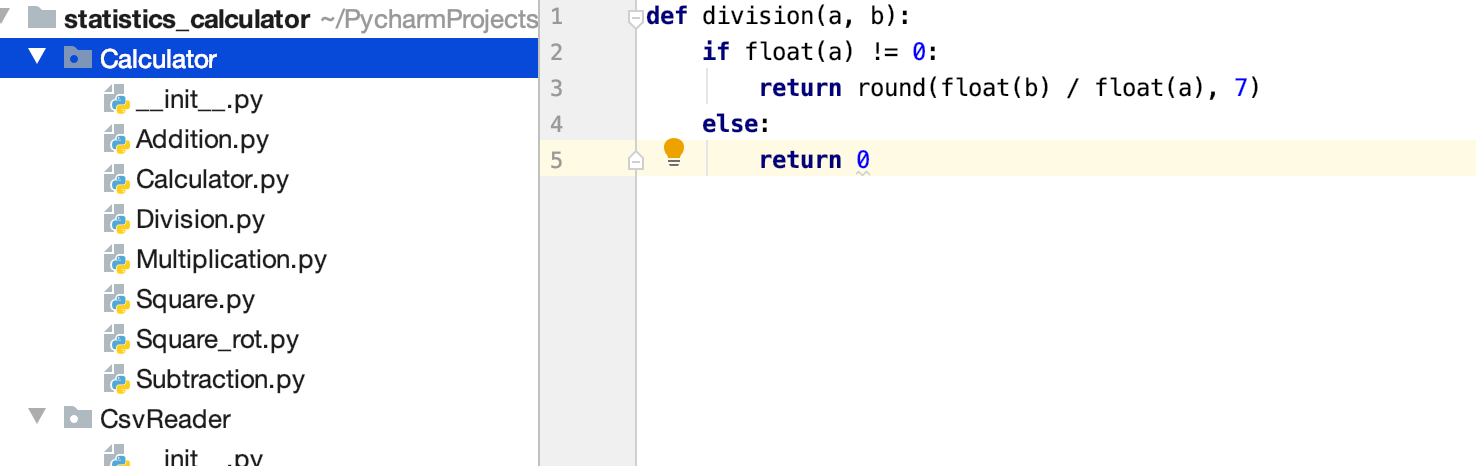 statistics_calculator ~/PycharmProjects
Calculator
__init__.py
Addition.py
Calculator.py
Division.py
Multiplication.py
Square.py
Square_rot.py
Subtraction.py
CsvReader
__init__.py
1 def division(a, b):
2     if float(a) != 0:
3         return round(float(b) / float(a), 7)
4     else:
5         return 0